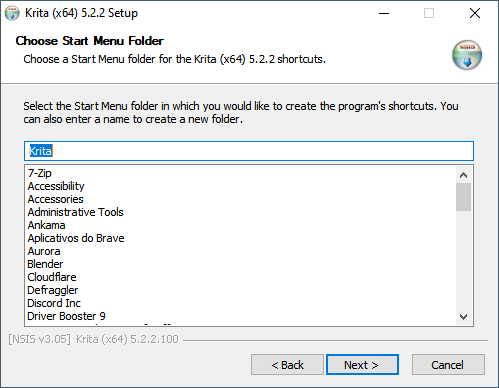 Krita (x64) 5.2.2 Setup
Choose Start Menu Folder
Choose a Start Menu folder for the Krita (x64) 5.2.2 shortcuts.
Select the Start Menu folder in which you would like to create the program's shortcuts. You
can also enter a name to create a new folder.
Krita
7-Zip
Accessibility
Accessories
Administrative Tools
Ankama
Aplicativos do Brave
Aurora
Blender
Cloudflare
Defraggler
Discord Inc
Driver Booster 9
[NSIS v3.05] Krita (x64) 5.2.2.100
< Back Next > Cancel